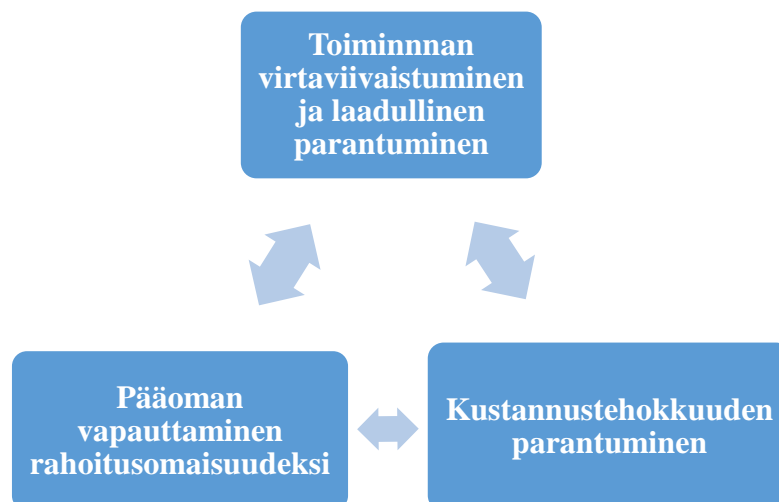 Toiminnnan
virtaviivaistuminen
ja laadullinen
parantuminen
Pääoman
vapauttaminen
rahoitusomaisuudeksi
Kustannustehokkuuden
parantuminen